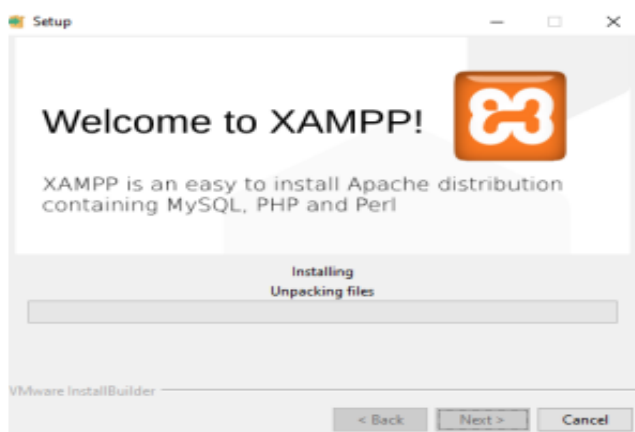 Setup
Welcome to XAMPP!
XAMPP is an easy to install Apache distribution
containing MySQL, PHP and Perl
Installing
Unpacking files
VMware InstallBuilder
< Back
Next >
Cancel